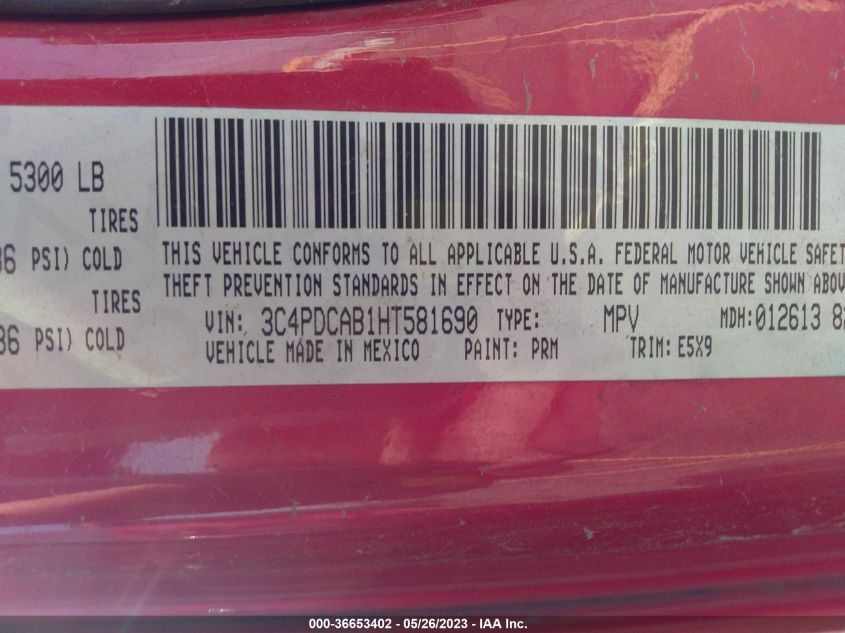 5300 LB
TIRES
36 PSI) COLD
TIRES
36 PSI) COLD
THIS VEHICLE CONFORMS TO ALL APPLICABLE U.S.A. FEDERAL MOTOR VEHICLE SAFET
THEFT PREVENTION STANDARDS IN EFFECT ON THE DATE OF MANUFACTURE SHOWN ABOV
VIN: 3C4PDCAB1HT581690 TYPE: MPV MDH:012613 82
VEHICLE MADE IN MEXICO PAINT: PRM TRIM: E5X9
000-36653402 - 05/26/2023 - IAA Inc.